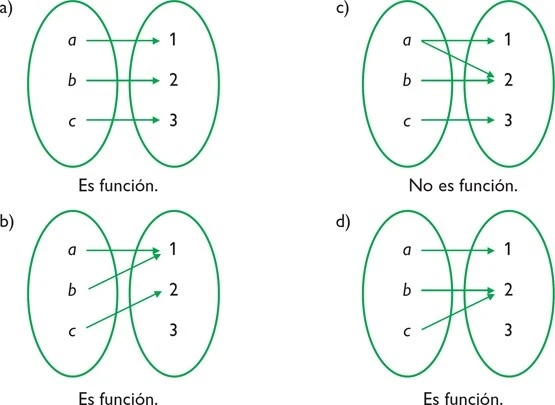 a)
a 1
b 2
c 3
Es función.
c)
a 1
b 2
c 3
No es función.
b)
a 1
b 2
c 3
Es función.
d)
a 1
b 2
c 3
Es función.